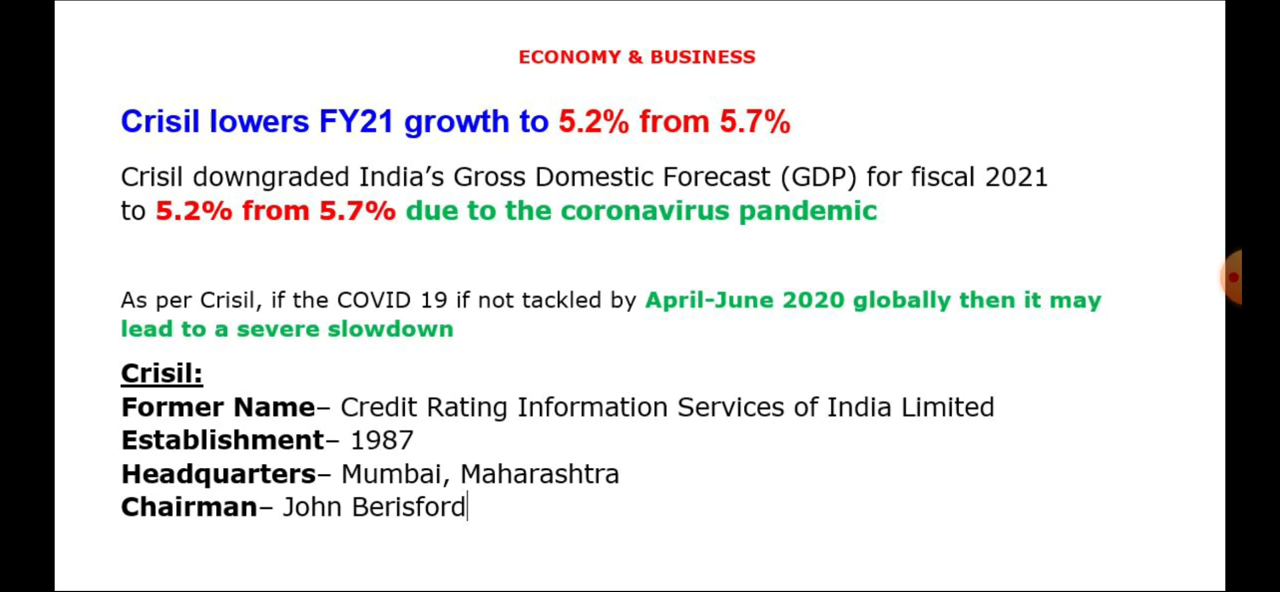 ECONOMY & BUSINESS
Crisil lowers FY21 growth to 5.2% from 5.7%
Crisil downgraded India’s Gross Domestic Forecast (GDP) for fiscal 2021
to 5.2% from 5.7% due to the coronavirus pandemic
As per Crisil, if the COVID 19 if not tackled by April-June 2020 globally then it may
lead to a severe slowdown
Crisil:
Former Name– Credit Rating Information Services of India Limited
Establishment– 1987
Headquarters– Mumbai, Maharashtra
Chairman– John Berisford